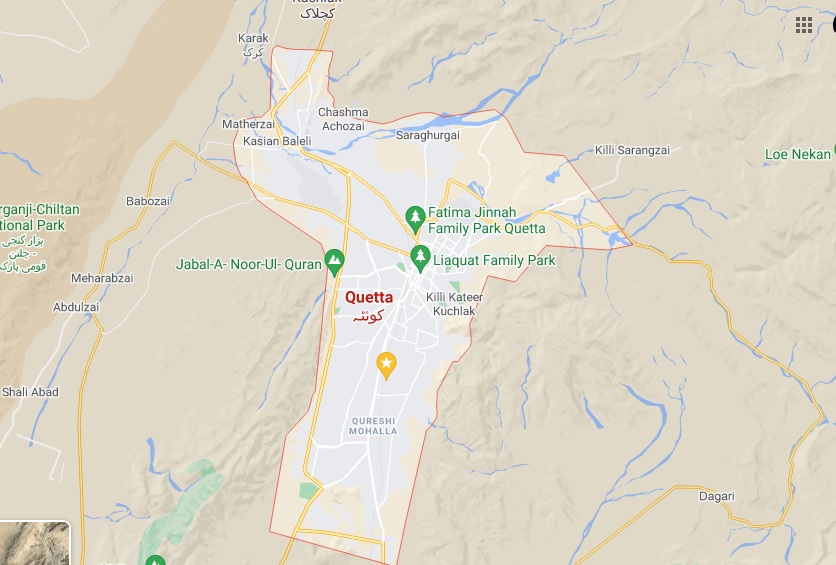 Kuchlak
کچلاک
Karak
کرک
Chashma
Achozai
Matherzai
Kasian Baleli
Saraghurgai
Killi Sarangzai
Loe Nekan
Babozai
rganji-Chiltan
tional Park
ہزار گنجی
- چلتن
قومی پارک
Fatima Jinnah
Family Park Quetta
Jabal-A- Noor-Ul- Quran
Liaquat Family Park
Meharabzai
Quetta
کوئٹہ
Killi Kateer
Kuchlak
Abdulzai
Shali Abad
QURESHI
MOHALLA
Dagari